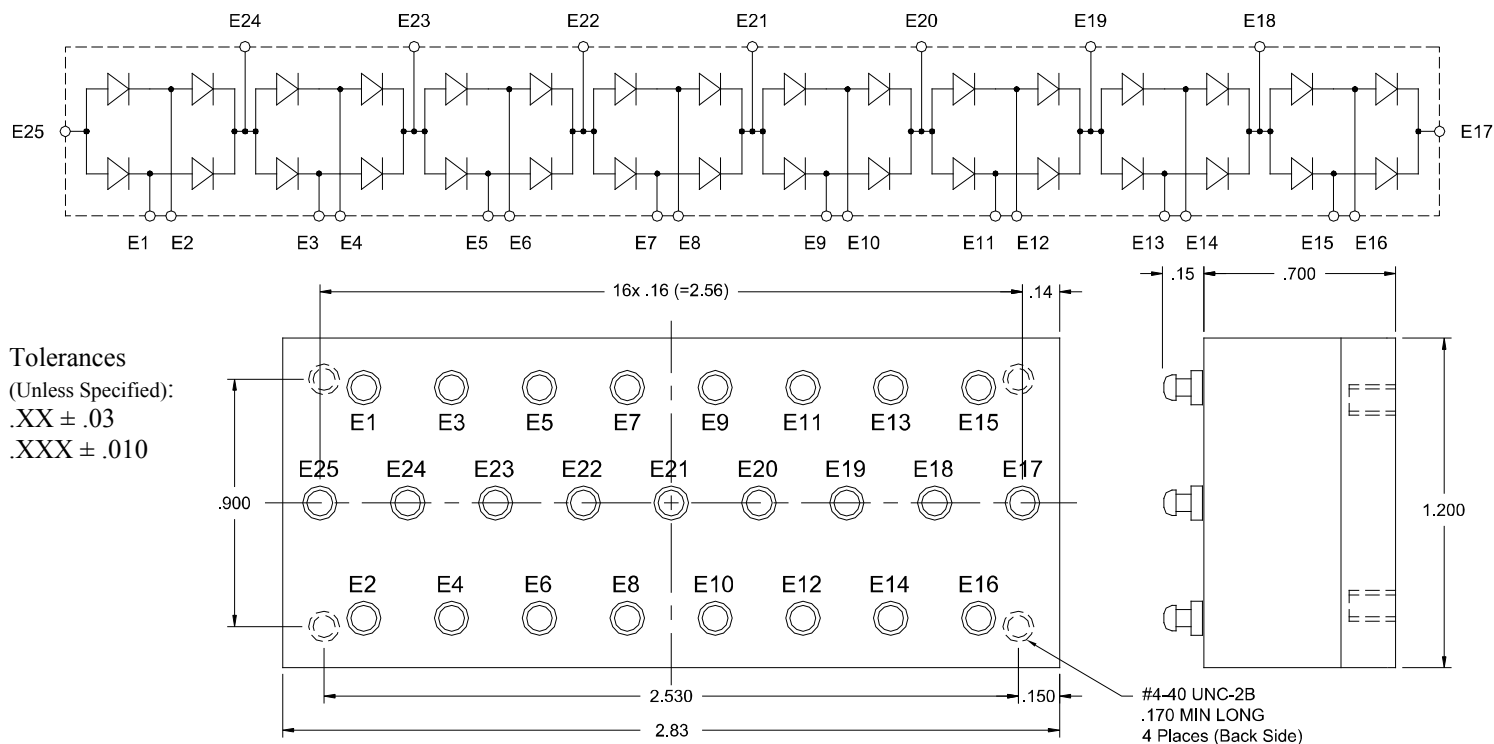 E24 E23 E22 E21 E20 E19 E18
E25 E17
E1 E2 E3 E4 E5 E6 E7 E8 E9 E10 E11 E12 E13 E14 E15 E16
16x .16 (=2.56) .14 .15 .700
Tolerances
(Unless Specified):
.XX ± .03
.XXX ± .010
E1 E3 E5 E7 E9 E11 E13 E15
E25 E24 E23 E22 E21 E20 E19 E18 E17
.900 1.200
E2 E4 E6 E8 E10 E12 E14 E16
2.530 .150
2.83
#4-40 UNC-2B
.170 MIN LONG
4 Places (Back Side)